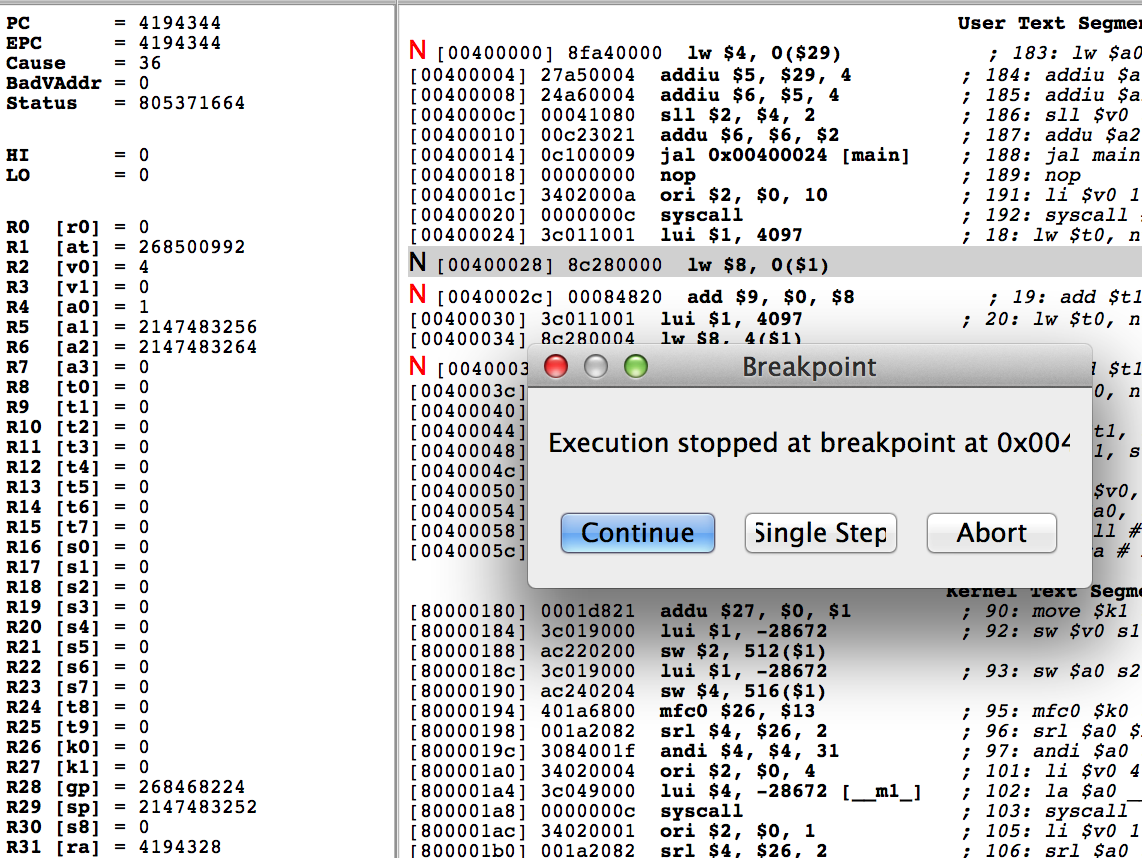 PC = 4194344
EPC = 4194344
Cause = 36
BadVAddr = 0
Status = 805371664
HI = 0
LO = 0
R0 [r0] = 0
R1 [at] = 268500992
R2 [v0] = 4
R3 [v1] = 0
R4 [a0] = 1
R5 [a1] = 2147483256
R6 [a2] = 2147483264
R7 [a3] = 0
R8 [t0] = 0
R9 [t1] = 0
R10 [t2] = 0
R11 [t3] = 0
R12 [t4] = 0
R13 [t5] = 0
R14 [t6] = 0
R15 [t7] = 0
R16 [s0] = 0
R17 [s1] = 0
R18 [s2] = 0
R19 [s3] = 0
R20 [s4] = 0
R21 [s5] = 0
R22 [s6] = 0
R23 [s7] = 0
R24 [t8] = 0
R25 [t9] = 0
R26 [k0] = 0
R27 [k1] = 0
R28 [gp] = 268468224
R29 [sp] = 2147483252
R30 [s8] = 0
R31 [ra] = 4194328
User Text Segme
N [00400000] 8fa40000 lw $4, 0($29) ; 183: lw $a0
[00400004] 27a50004 addiu $5, $29, 4 ; 184: addiu $a
[00400008] 24a60004 addiu $6, $5, 4 ; 185: addiu $a
[0040000c] 00041080 sll $2, $4, 2 ; 186: sll $v0
[00400010] 00c23021 addu $6, $6, $2 ; 187: addu $a2
[00400014] 0c100009 jal 0x00400024 [main] ; 188: jal main
[00400018] 00000000 nop ; 189: nop
[0040001c] 3402000a ori $2, $0, 10 ; 191: li $v0 1
[00400020] 0000000c syscall ; 192: syscall
[00400024] 3c011001 lui $1, 4097 ; 18: lw $t0, n
N [00400028] 8c280000 lw $8, 0($1)
N [0040002c] 00084820 add $9, $0, $8 ; 19: add $t1
[00400030] 3c011001 lui $1, 4097 ; 20: lw $t0, n
[00400034] 8c280004 lw $8, 4($1)
N [0040003 $t1
[0040003c] 0, n
[00400040]
[00400044] t1,
[00400048] 1, s
[0040004c]
[00400050] $v0,
[00400054] a0,
[00400058] ll #
[0040005c] a #
Breakpoint
Execution stopped at breakpoint at 0x004
Continue Single Step Abort
Kernel Text Segme
[80000180] 0001d821 addu $27, $0, $1 ; 90: move $k1
[80000184] 3c019000 lui $1, -28672 ; 92: sw $v0 s1
[80000188] ac220200 sw $2, 512($1)
[8000018c] 3c019000 lui $1, -28672 ; 93: sw $a0 s2
[80000190] ac240204 sw $4, 516($1)
[80000194] 401a6800 mfc0 $26, $13 ; 95: mfc0 $k0
[80000198] 001a2082 srl $4, $26, 2 ; 96: srl $a0 $
[8000019c] 3084001f andi $4, $4, 31 ; 97: andi $a0
[800001a0] 34020004 ori $2, $0, 4 ; 101: li $v0 4
[800001a4] 3c049000 lui $4, -28672 [__m1_] ; 102: la $a0 _
[800001a8] 0000000c syscall ; 103: syscall
[800001ac] 34020001 ori $2, $0, 1 ; 105: li $v0 1
[800001b0] 001a2082 srl $4, $26, 2 ; 106: srl $a0